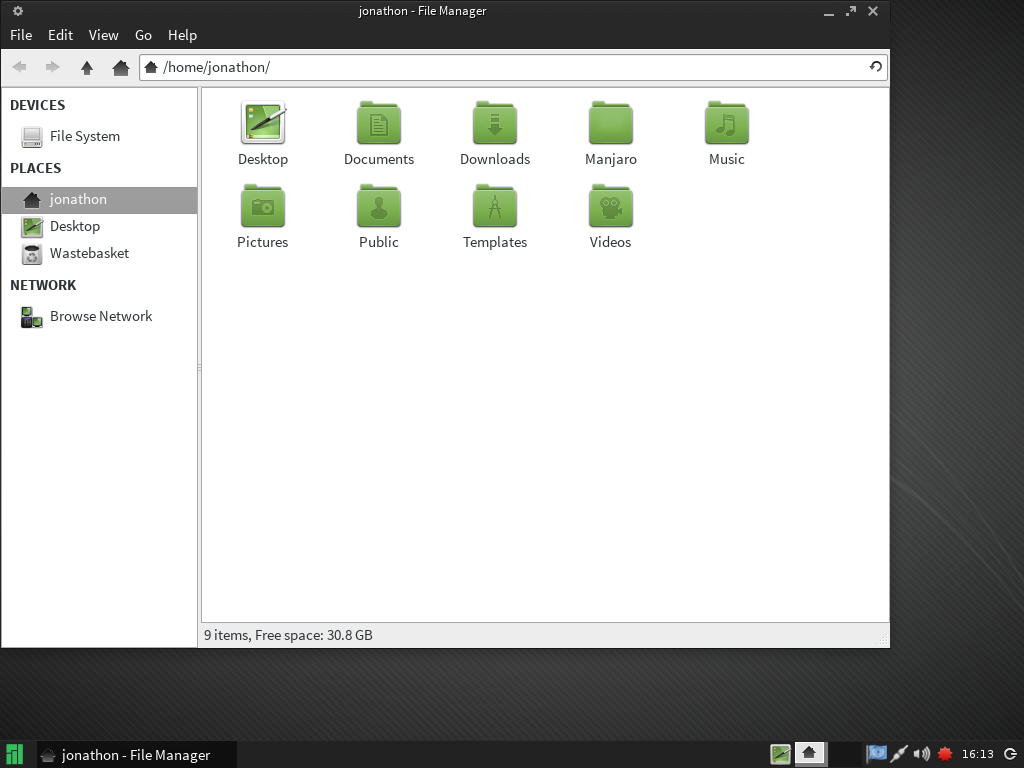 jonathon - File Manager
File Edit View Go Help
/home/jonathon/
DEVICES
File System
PLACES
jonathon
Desktop
Wastebasket
NETWORK
Browse Network
Desktop Documents Downloads Manjaro Music
Pictures Public Templates Videos
9 items, Free space: 30.8 GB
jonathon - File Manager
16:13